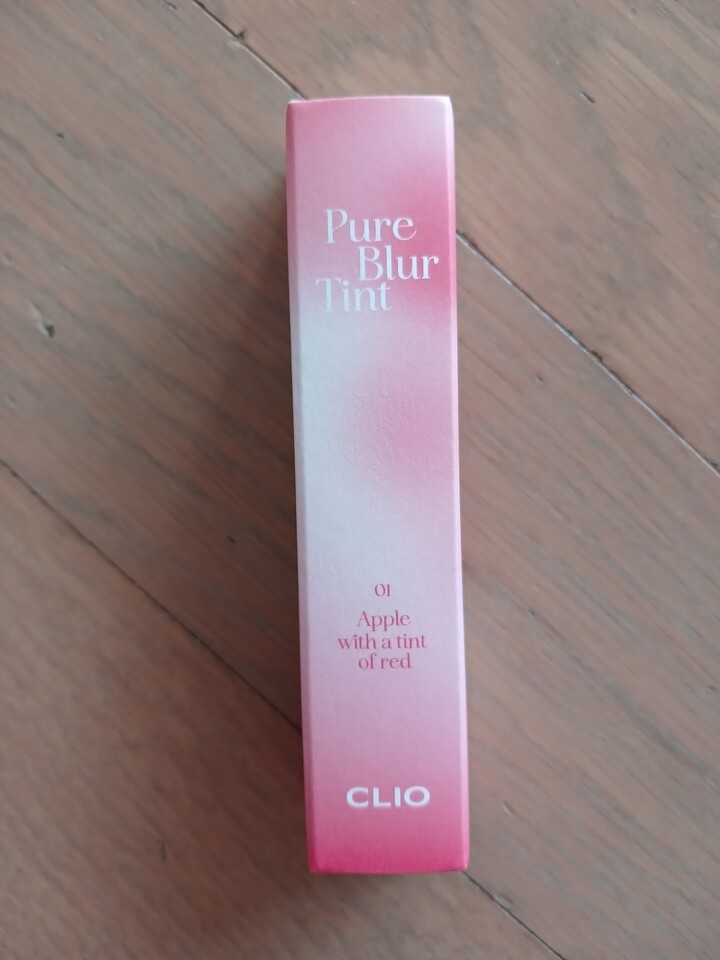 Pure
Blur
Tint
01
Apple
with a tint
of red
CLIO